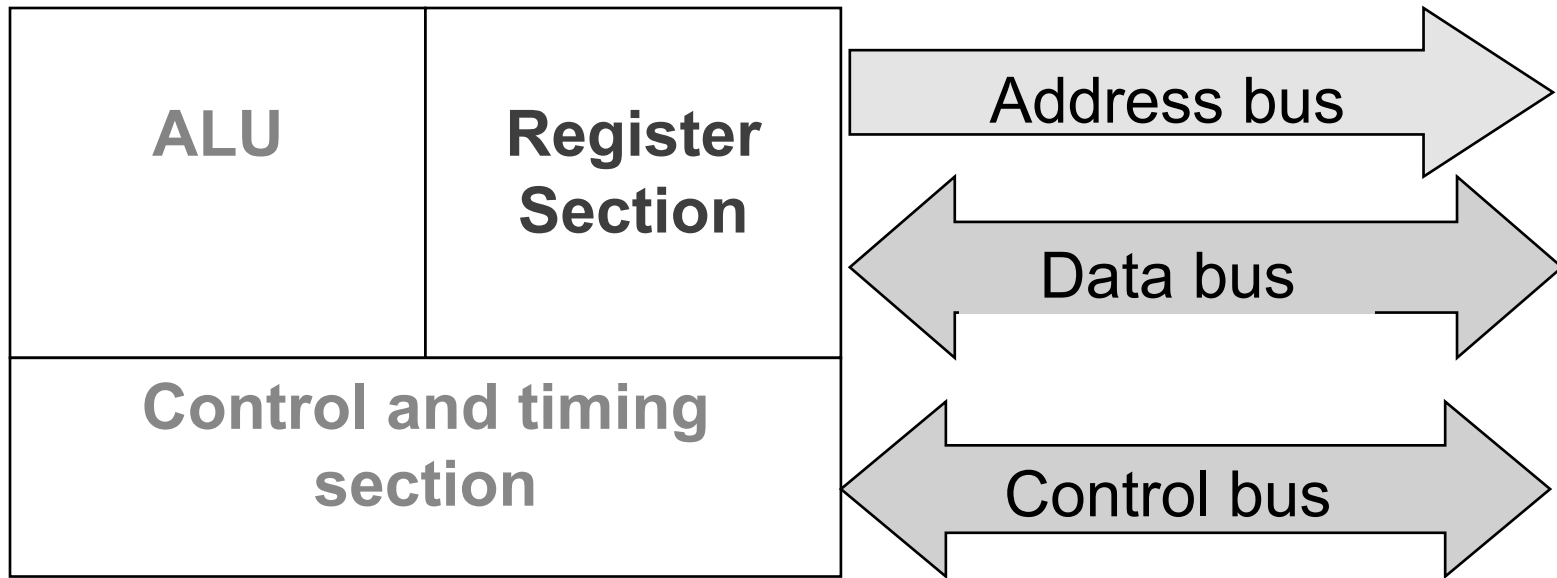 ALU
Register
Section
Control and timing
section
Address bus
Data bus
Control bus